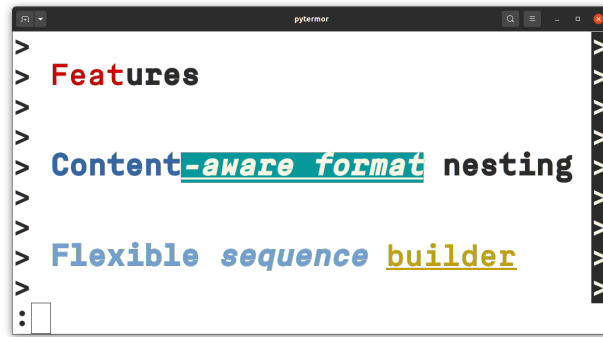 pytermor
>
> Features
>
>
> Content-aware format nesting
>
>
> Flexible sequence builder
>
: